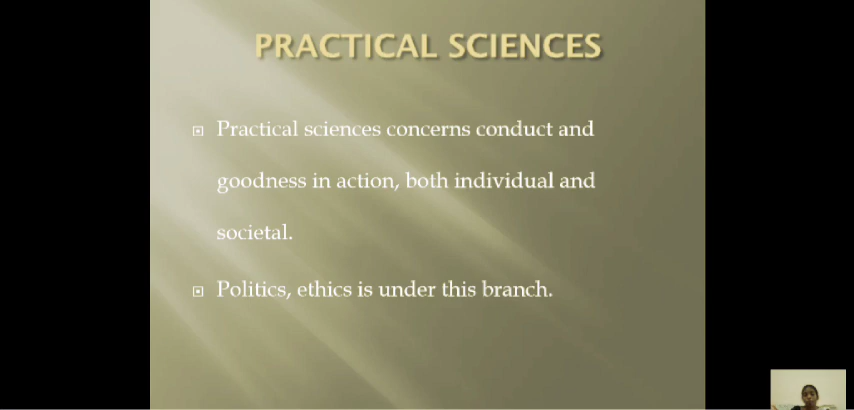 PRACTICAL SCIENCES
Practical sciences concerns conduct and
goodness in action, both individual and
societal.
Politics, ethics is under this branch.